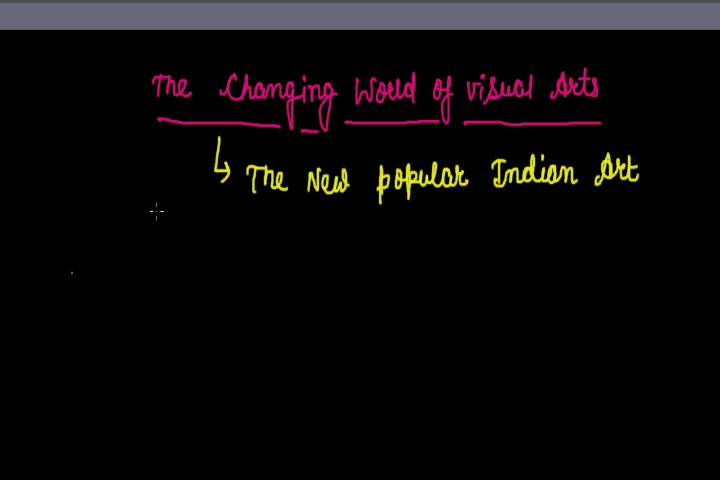 The Changing World of visual Arts
The New popular Indian Art